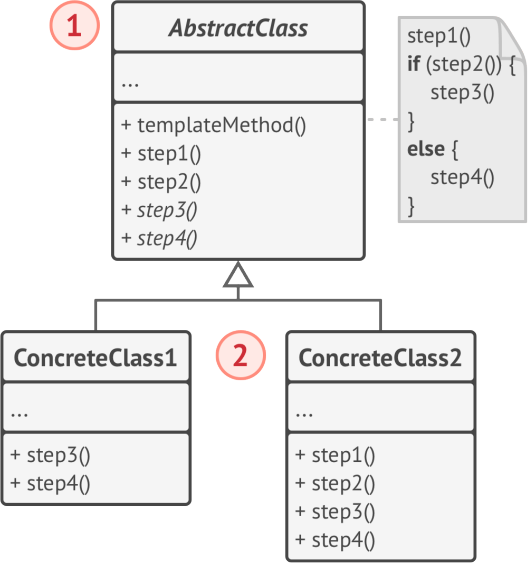 1
AbstractClass
...
+ templateMethod()
+ step1()
+ step2()
+ step3()
+ step4()
step1()
if (step2()) {
step3()
}
else {
step4()
}
2
ConcreteClass1
...
+ step3()
+ step4()
ConcreteClass2
...
+ step1()
+ step2()
+ step3()
+ step4()